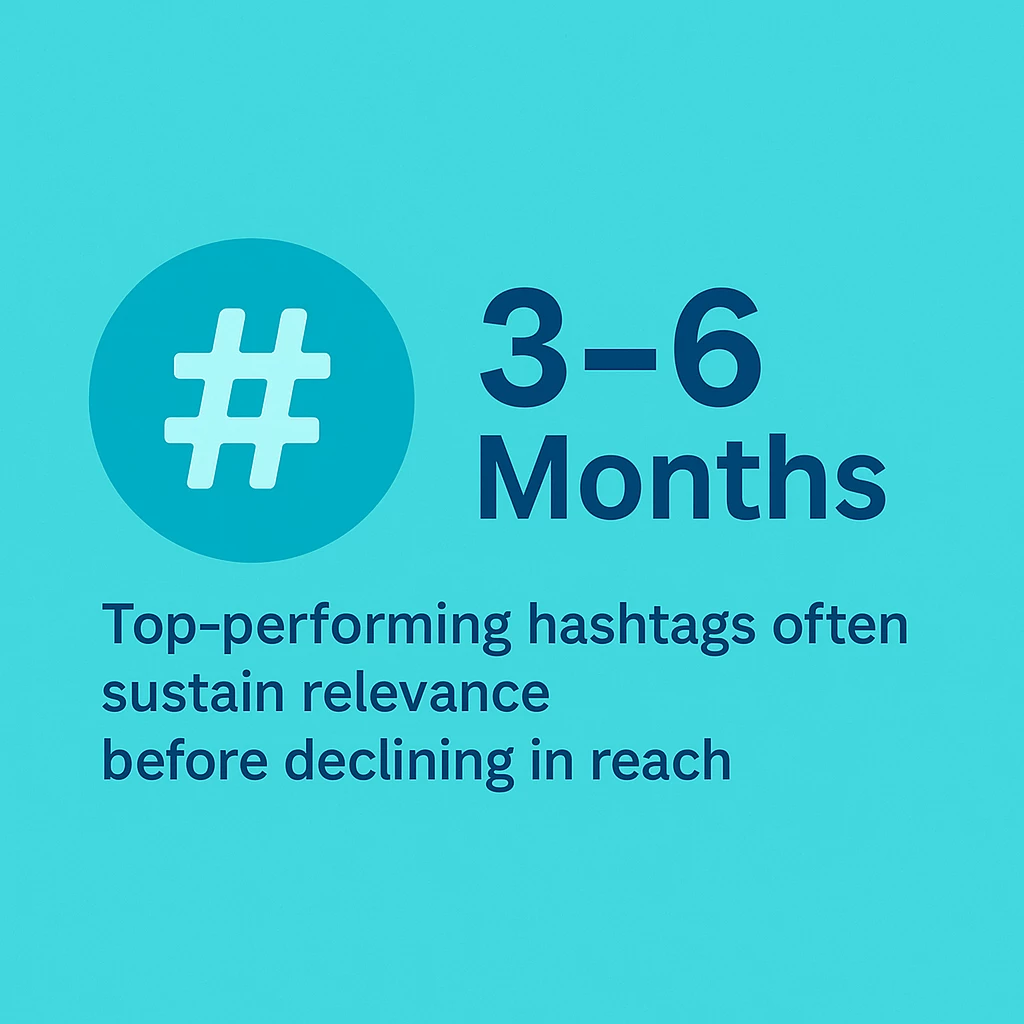 #
3–6
Months
Top-performing hashtags often
sustain relevance
before declining in reach